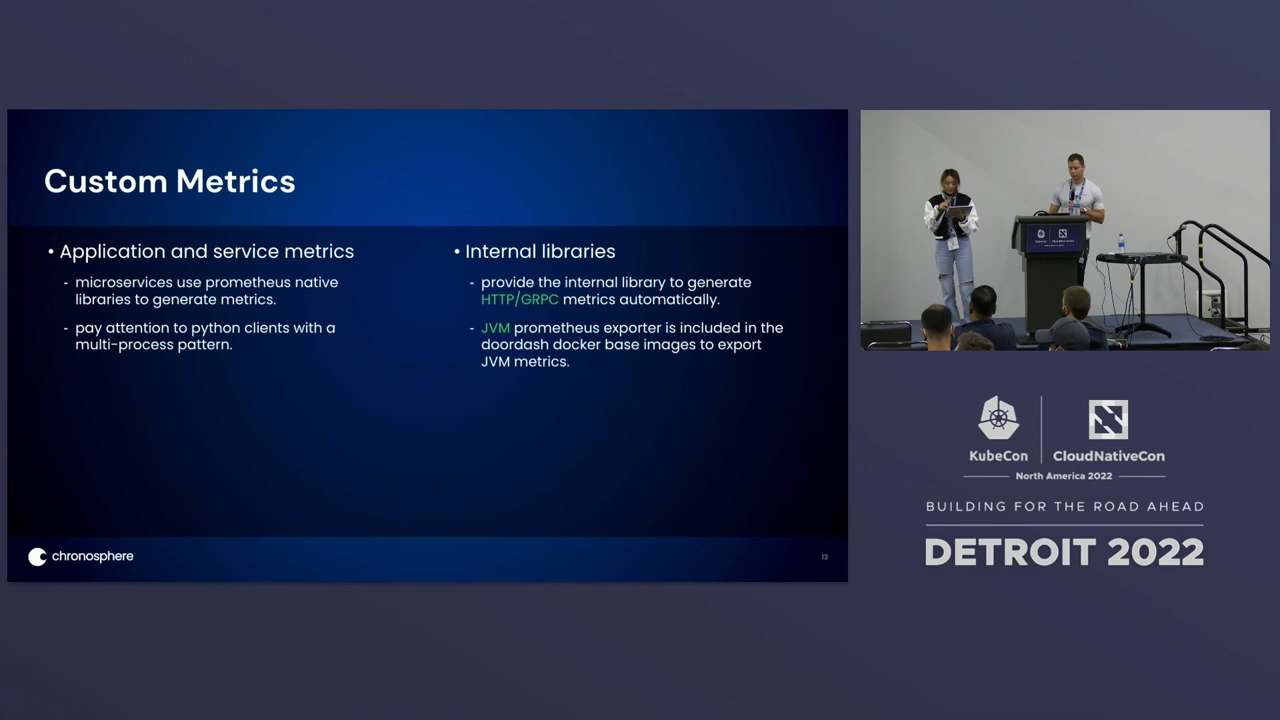 Custom Metrics
• Application and service metrics
- microservices use prometheus native
libraries to generate metrics.
- pay attention to python clients with a
multi-process pattern.
• Internal libraries
- provide the internal library to generate
HTTP/GRPC metrics automatically.
- JVM prometheus exporter is included in the
doordash docker base images to export
JVM metrics.
chronosphere
13
KubeCon
CloudNativeCon
North America 2022
BUILDING FOR THE ROAD AHEAD
DETROIT 2022